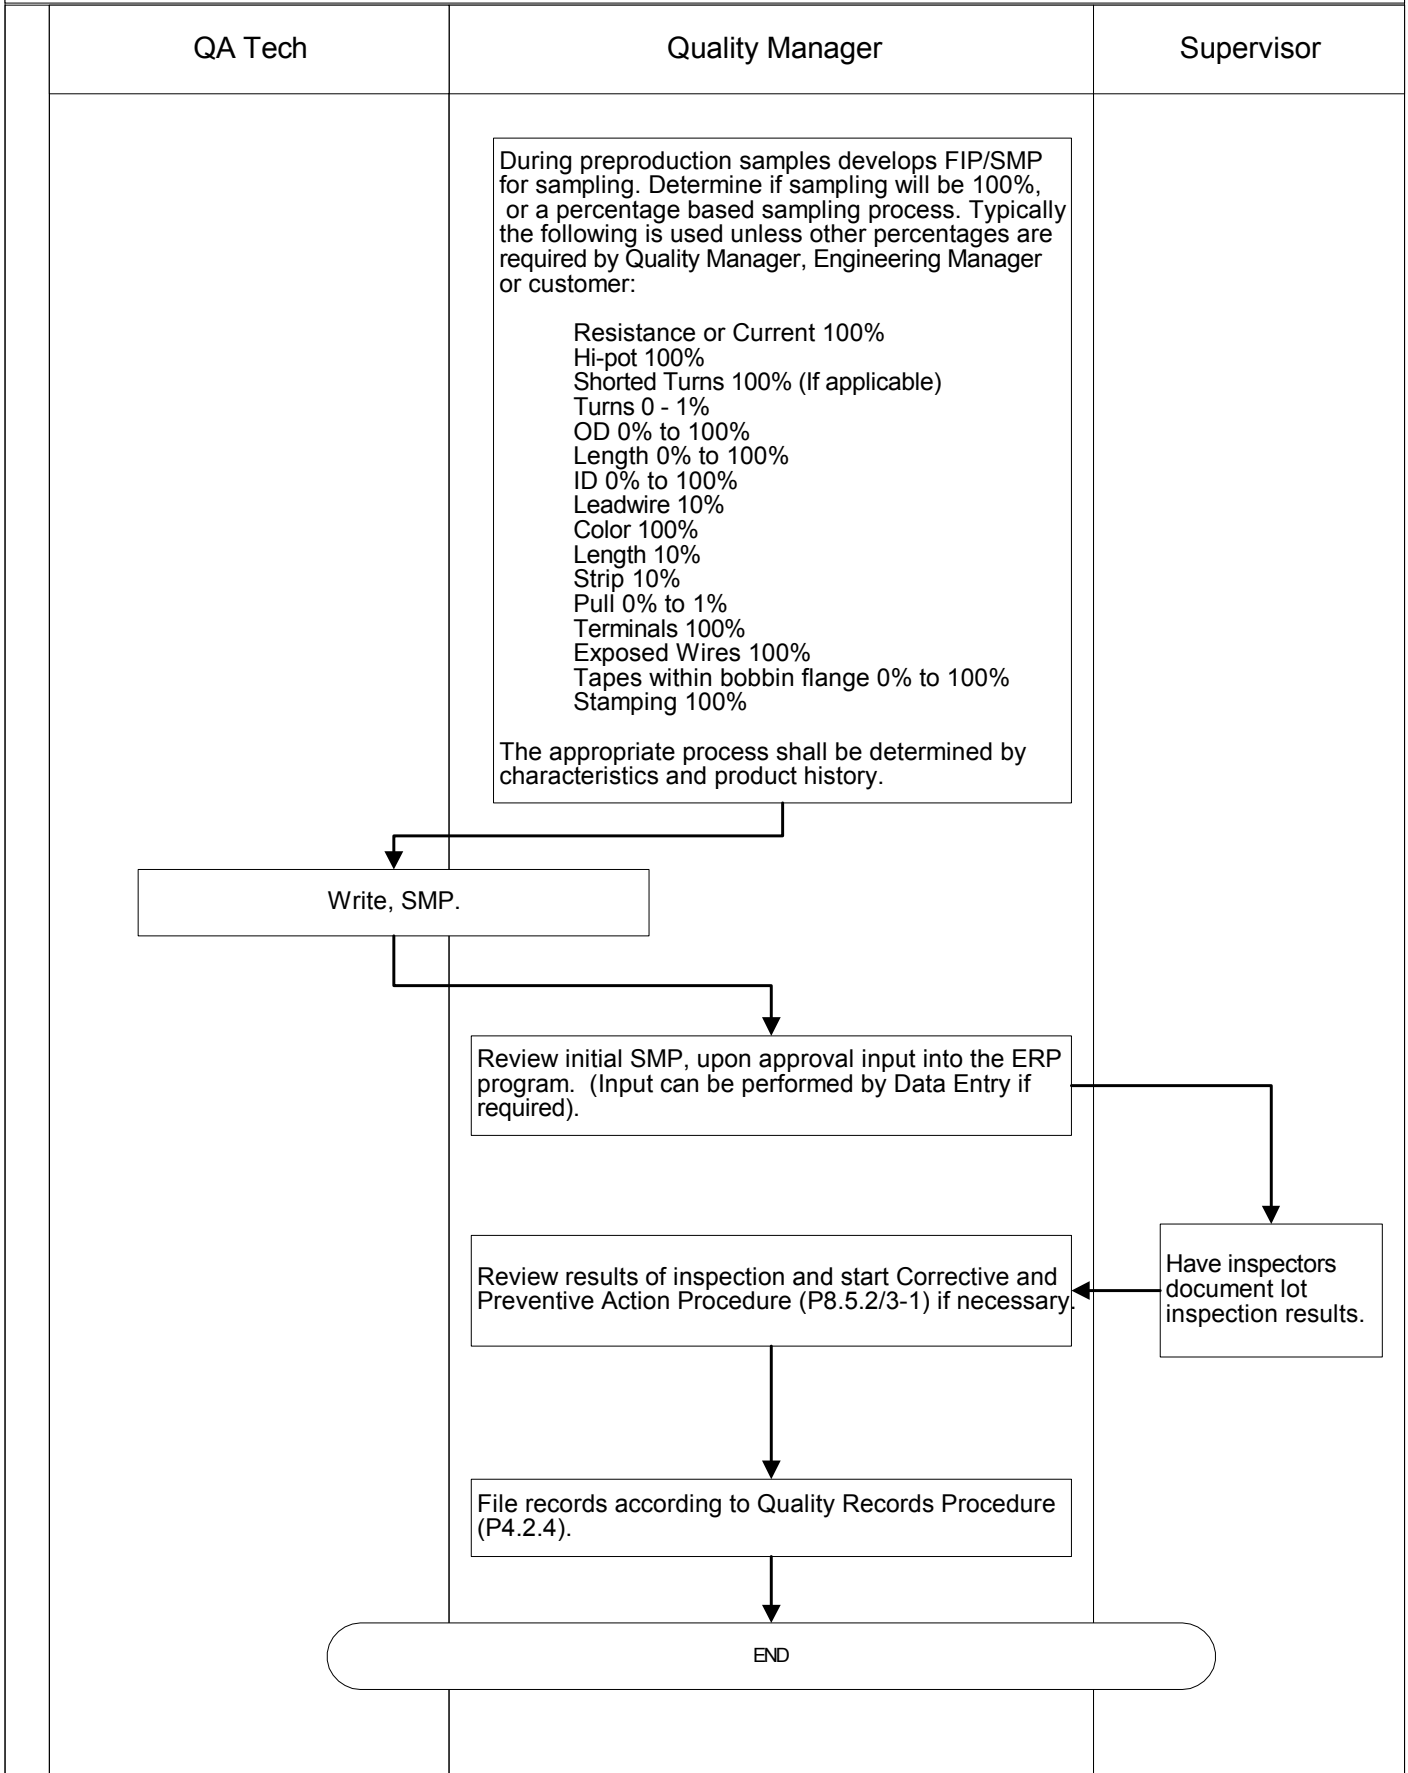 QA Tech
Quality Manager
Supervisor
During preproduction samples develops FIP/SMP
for sampling. Determine if sampling will be 100%,
or a percentage based sampling process. Typically
the following is used unless other percentages are
required by Quality Manager, Engineering Manager
or customer:
Resistance or Current 100%
Hi-pot 100%
Shorted Turns 100% (If applicable)
Turns 0 - 1%
OD 0% to 100%
Length 0% to 100%
ID 0% to 100%
Leadwire 10%
Color 100%
Length 10%
Strip 10%
Pull 0% to 1%
Terminals 100%
Exposed Wires 100%
Tapes within bobbin flange 0% to 100%
Stamping 100%
The appropriate process shall be determined by
characteristics and product history.
Write, SMP.
Review initial SMP, upon approval input into the ERP
program. (Input can be performed by Data Entry if
required).
Have inspectors
document lot
inspection results.
Review results of inspection and start Corrective and
Preventive Action Procedure (P8.5.2/3-1) if necessary.
File records according to Quality Records Procedure
(P4.2.4).
END